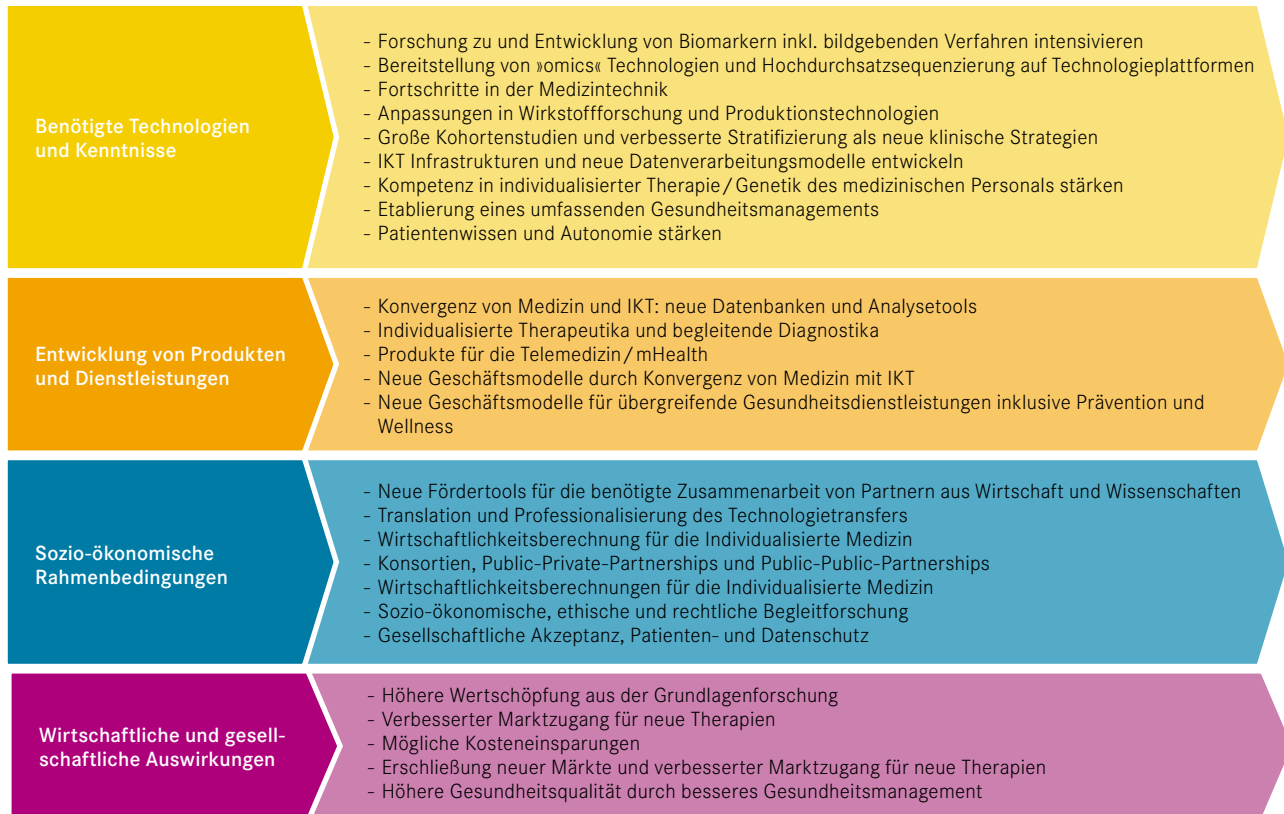 Benötigte Technologien
und Kenntnisse
- Forschung zu und Entwicklung von Biomarkern inkl. bildgebenden Verfahren intensivieren
- Bereitstellung von »omics« Technologien und Hochdurchsatzsequenzierung auf Technologieplattformen
- Fortschritte in der Medizintechnik
- Anpassungen in Wirkstoffforschung und Produktionstechnologien
- Große Kohortenstudien und verbesserte Stratifizierung als neue klinische Strategien
- IKT Infrastrukturen und neue Datenverarbeitungsmodelle entwickeln
- Kompetenz in individualisierter Therapie/Genetik des medizinischen Personals stärken
- Etablierung eines umfassenden Gesundheitsmanagements
- Patientenwissen und Autonomie stärken
Entwicklung von Produkten
und Dienstleistungen
- Konvergenz von Medizin und IKT: neue Datenbanken und Analysetools
- Individualisierte Therapeutika und begleitende Diagnostika
- Produkte für die Telemedizin/mHealth
- Neue Geschäftsmodelle durch Konvergenz von Medizin mit IKT
- Neue Geschäftsmodelle für übergreifende Gesundheitsdienstleistungen inklusive Prävention und
Wellness
Sozio-ökonomische
Rahmenbedingungen
- Neue Fördertools für die benötigte Zusammenarbeit von Partnern aus Wirtschaft und Wissenschaften
- Translation und Professionalisierung des Technologietransfers
- Wirtschaftlichkeitsberechnung für die Individualisierte Medizin
- Konsortien, Public-Private-Partnerships und Public-Public-Partnerships
- Wirtschaftlichkeitsberechnungen für die Individualisierte Medizin
- Sozio-ökonomische, ethische und rechtliche Begleitforschung
- Gesellschaftliche Akzeptanz, Patienten- und Datenschutz
Wirtschaftliche und gesell-
schaftliche Auswirkungen
- Höhere Wertschöpfung aus der Grundlagenforschung
- Verbesserter Marktzugang für neue Therapien
- Mögliche Kosteneinsparungen
- Erschließung neuer Märkte und verbesserter Marktzugang für neue Therapien
- Höhere Gesundheitsqualität durch besseres Gesundheitsmanagement